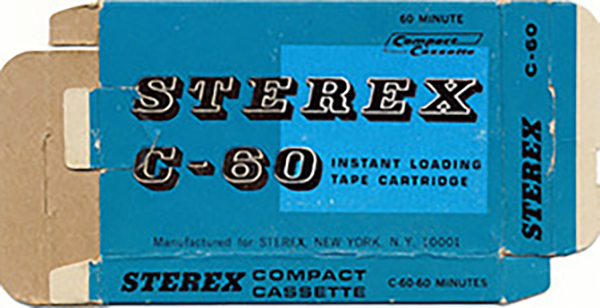 60 MINUTE
Compact
Cassette
STEREX
C-60
INSTANT LOADING
TAPE CARTRIDGE
Manufactured for STEREX, NEW YORK, N.Y. 10001
STEREX COMPACT
CASSETTE
C-60-60 MINUTES
STEREX
C-60